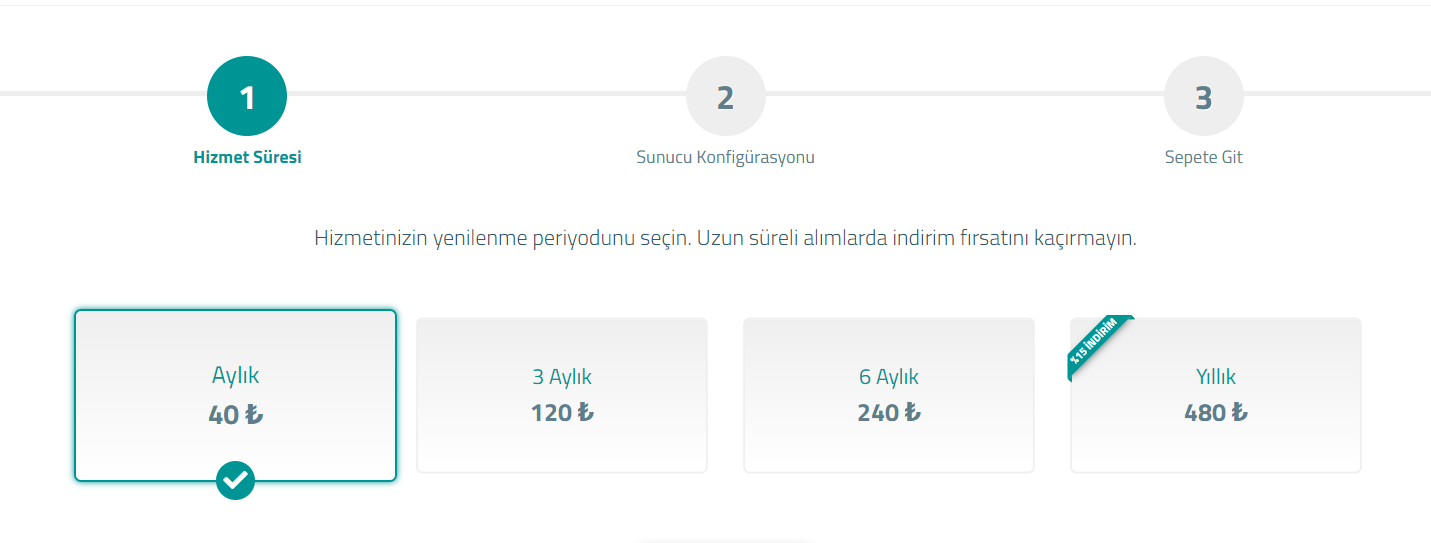 1
2
3
Hizmet Süresi
Sunucu Konfigürasyonu
Sepete Git
Hizmetinizin yenilenme periyodunu seçin. Uzun süreli alımlarda indirim fırsatını kaçırmayın.
Aylık
40 ₺
3 Aylık
120 ₺
6 Aylık
240 ₺
%15 İNDİRİM
Yıllık
480 ₺